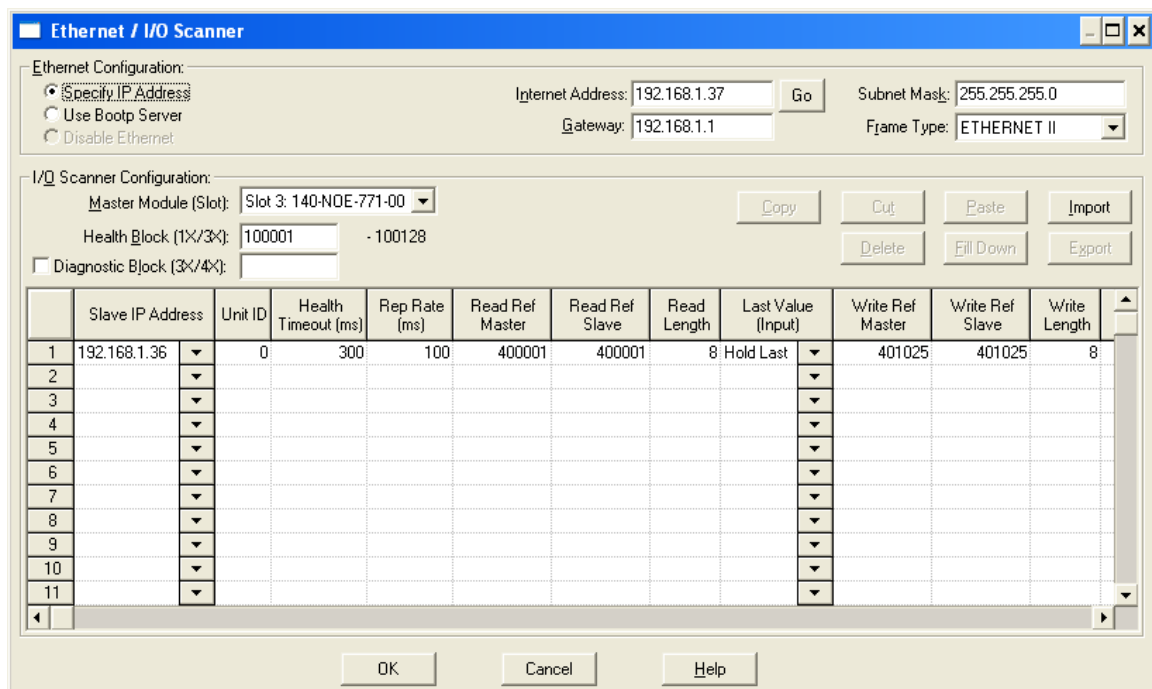 Ethernet / I/O Scanner
Ethernet Configuration:
Specify IP Address
Internet Address: 192.168.1.37 Go Subnet Mask: 255.255.255.0
Use Bootp Server
Gateway: 192.168.1.1 Frame Type: ETHERNET II
Disable Ethernet
I/O Scanner Configuration:
Master Module (Slot): Slot 3: 140-NOE-771-00 Copy Cut Paste Import
Health Block (1X/3X): 100001 - 100128
Delete Fill Down Export
Diagnostic Block (3X/4X):
Slave IP Address Unit ID Health Timeout (ms) Rep Rate (ms) Read Ref Master Read Ref Slave Read Length Last Value (Input) Write Ref Master Write Ref Slave Write Length
1 192.168.1.36 0 300 100 400001 400001 8 Hold Last 401025 401025 8
2
3
4
5
6
7
8
9
10
11
OK Cancel Help